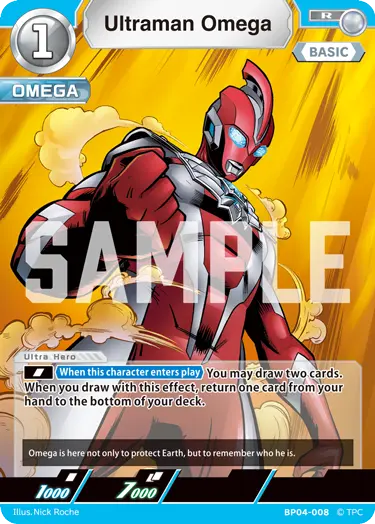 1
Ultraman Omega
R
BASIC
OMEGA
SAMPLE
Ultra Hero
When this character enters play You may draw two cards.
When you draw with this effect, return one card from your
hand to the bottom of your deck.
Omega is here not only to protect Earth, but to remember who he is.
1000
7000
Illus.Nick Roche
BP04-008 © TPC